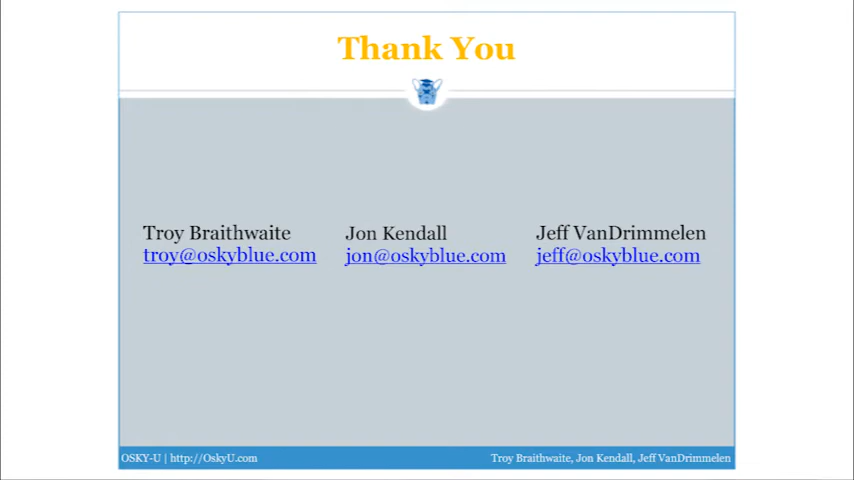 Thank You
Troy Braithwaite
troy@oskyblue.com
Jon Kendall
jon@oskyblue.com
Jeff VanDrimmelen
jeff@oskyblue.com
OSKY-U | http://OskyU.com
Troy Braithwaite, Jon Kendall, Jeff VanDrimmelen